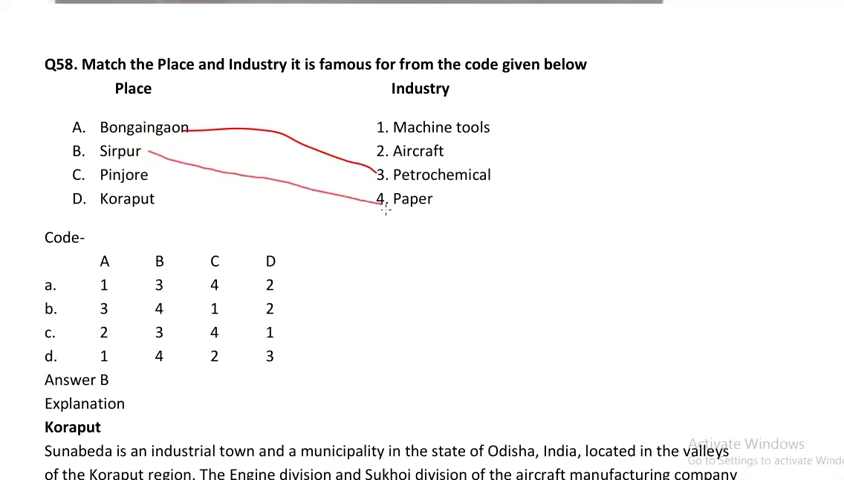 Q58. Match the Place and Industry it is famous for from the code given below
Place Industry
A. Bongaingaon 1. Machine tools
B. Sirpur 2. Aircraft
C. Pinjore 3. Petrochemical
D. Koraput 4. Paper
Code-
A B C D
a. 1 3 4 2
b. 3 4 1 2
c. 2 3 4 1
d. 1 4 2 3
Answer B
Explanation
Koraput
Sunabeda is an industrial town and a municipality in the state of Odisha, India, located in the valleys
of the Koraput region. The Engine division and Sukhoi division of the aircraft manufacturing company
Activate Windows
Go to Settings to activate Wind